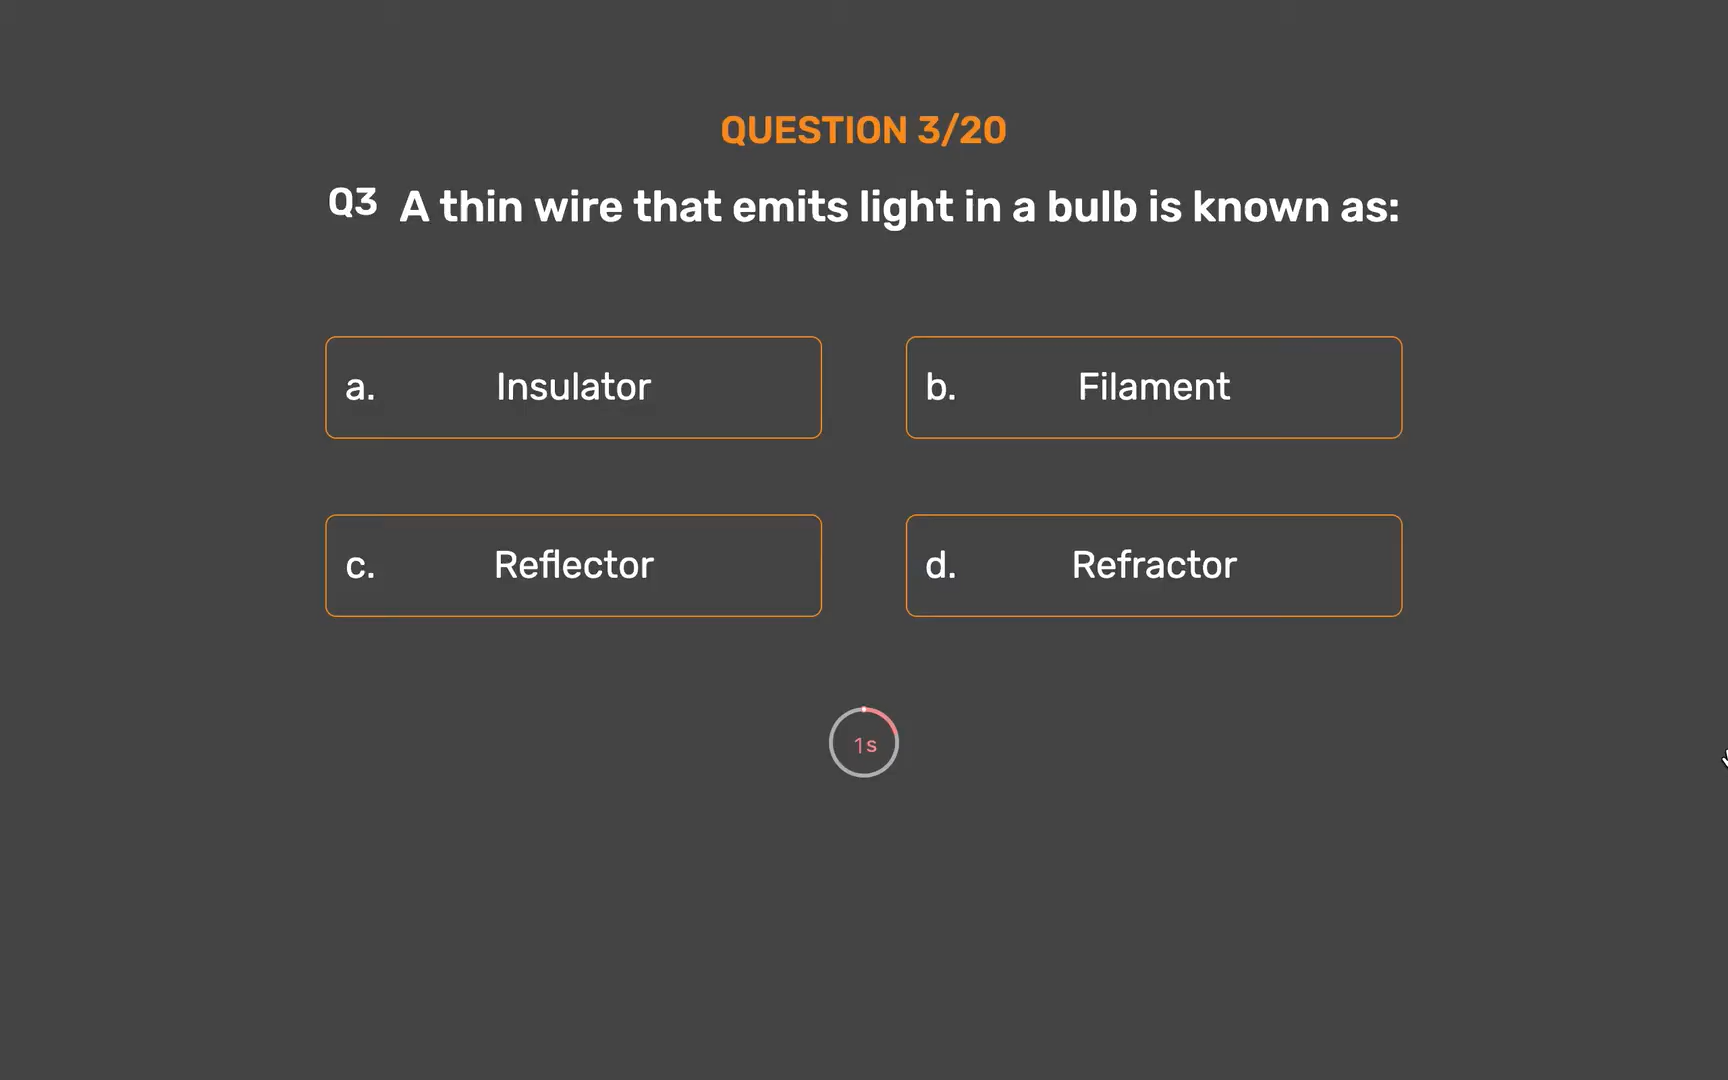 QUESTION 3/20
Q3 A thin wire that emits light in a bulb is known as:
a. Insulator
b. Filament
c. Reflector
d. Refractor
1s